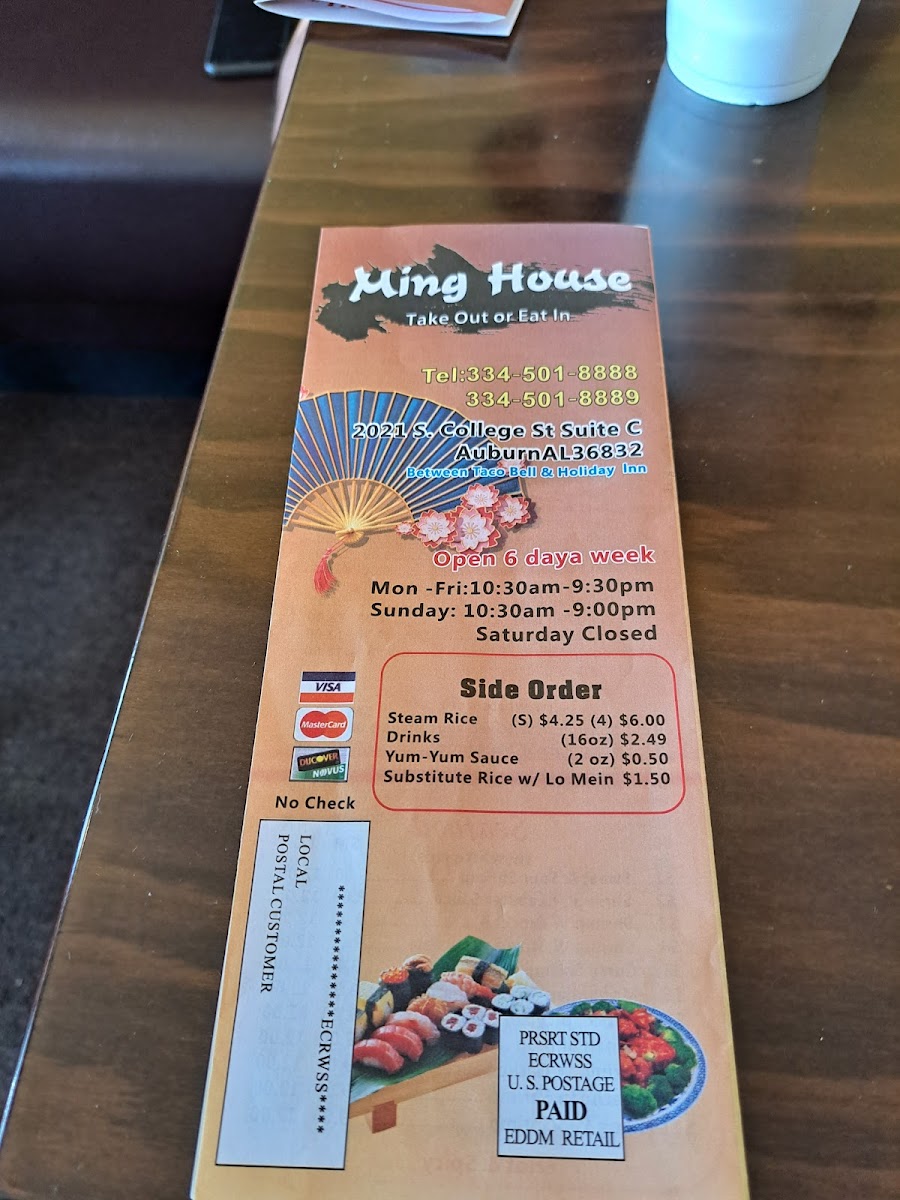 Ming House
Take Out or Eat In
Tel:334-501-8888
334-501-8889
2021 S. College St Suite C
AuburnAL36832
Between Taco Bell & Holiday Inn
Open 6 daya week
Mon -Fri:10:30am-9:30pm
Sunday: 10:30am -9:00pm
Saturday Closed
VISA
MasterCard
DISCOVER
NOVUS
No Check
Side Order
Steam Rice (S) $4.25 (4) $6.00
Drinks (16oz) $2.49
Yum-Yum Sauce (2 oz) $0.50
Substitute Rice w/ Lo Mein $1.50
****************ECRWSS****
LOCAL
POSTAL CUSTOMER
PRSRT STD
ECRWSS
U. S. POSTAGE
PAID
EDDM RETAIL